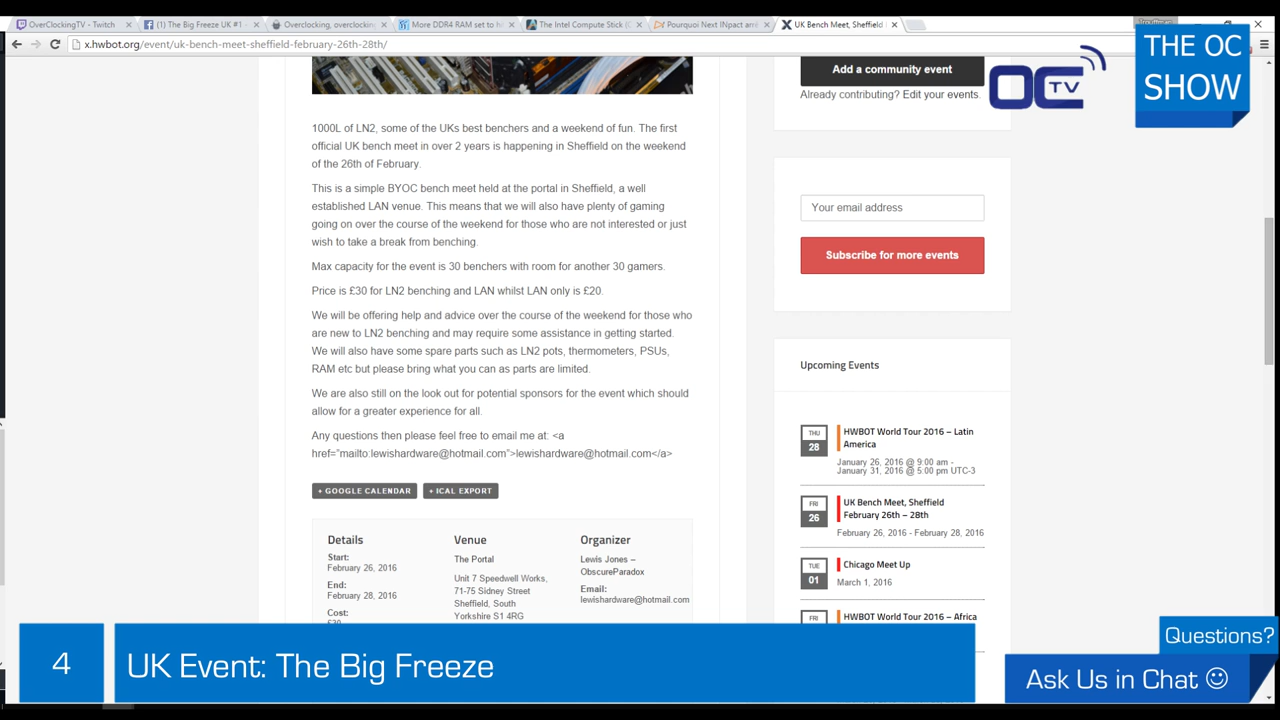 OverClockingTV - Twitch
(1) The Big Freeze UK #1 -
Overclocking, overclockin
More DDR4 RAM set to h
The Intel Compute Stick (C
Pourquoi Next INpact am
UK Bench Meet, Sheffield
x.hwbot.org/event/uk-bench-meet-sheffield-february-26th-28th/
THE OC
SHOW
OC TV
Add a community event
Already contributing? Edit your events.
1000L of LN2, some of the UKs best benchers and a weekend of fun. The first
official UK bench meet in over 2 years is happening in Sheffield on the weekend
of the 26th of February.
This is a simple BYOC bench meet held at the portal in Sheffield, a well
established LAN venue. This means that we will also have plenty of gaming
going on over the course of the weekend for those who are not interested or just
wish to take a break from benching.
Max capacity for the event is 30 benchers with room for another 30 gamers.
Price is £30 for LN2 benching and LAN whilst LAN only is £20.
We will be offering help and advice over the course of the weekend for those who
are new to LN2 benching and may require some assistance in getting started.
We will also have some spare parts such as LN2 pots, thermometers, PSUs,
RAM etc but please bring what you can as parts are limited.
We are also still on the look out for potential sponsors for the event which should
allow for a greater experience for all.
Any questions then please feel free to email me at: <a
href="mailto:lewishardware@hotmail.com">lewishardware@hotmail.com</a>
+ GOOGLE CALENDAR
+ ICAL EXPORT
Details
Start:
February 26, 2016
End:
February 28, 2016
Cost:
£30
Venue
The Portal
Unit 7 Speedwell Works,
71-75 Sidney Street
Sheffield, South
Yorkshire S1 4RG
Organizer
Lewis Jones –
ObscureParadox
Email:
lewishardware@hotmail.com
Your email address
Subscribe for more events
Upcoming Events
THU
28
HWBOT World Tour 2016 – Latin
America
January 26, 2016 @ 9:00 am -
January 31, 2016 @ 5:00 pm UTC-3
FRI
26
UK Bench Meet, Sheffield
February 26th – 28th
February 26, 2016 - February 28, 2016
TUE
01
Chicago Meet Up
March 1, 2016
FRI
HWBOT World Tour 2016 – Africa
4
UK Event: The Big Freeze
Questions?
Ask Us in Chat ☺